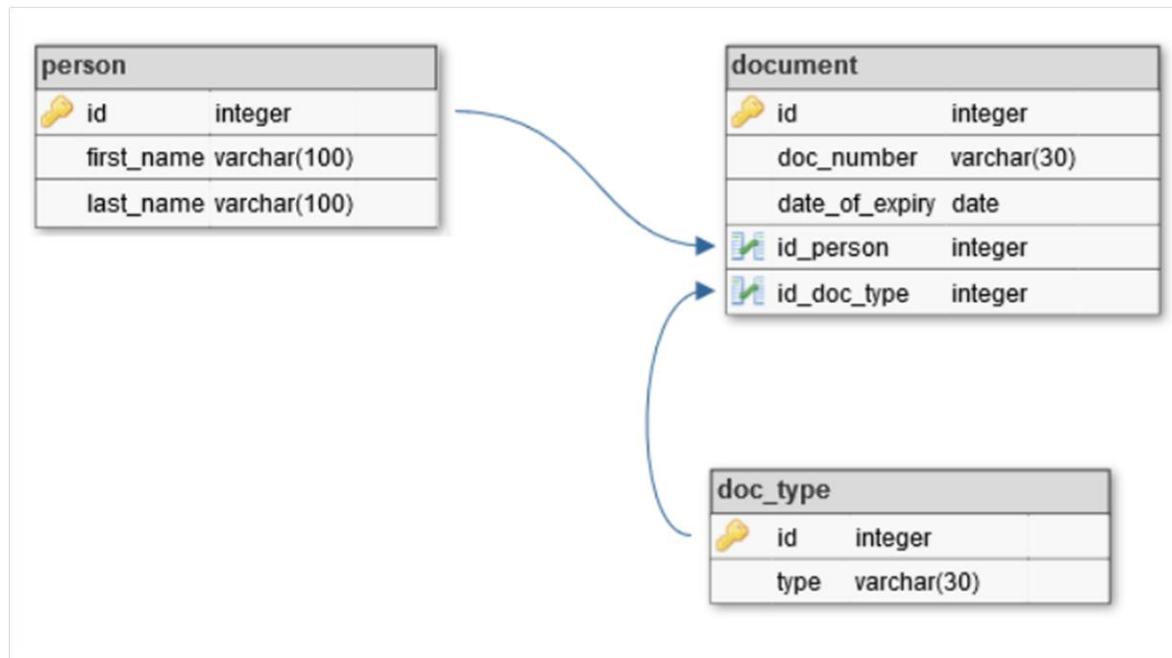 person
id integer
first_name varchar(100)
last_name varchar(100)
document
id integer
doc_number varchar(30)
date_of_expiry date
id_person integer
id_doc_type integer
doc_type
id integer
type varchar(30)